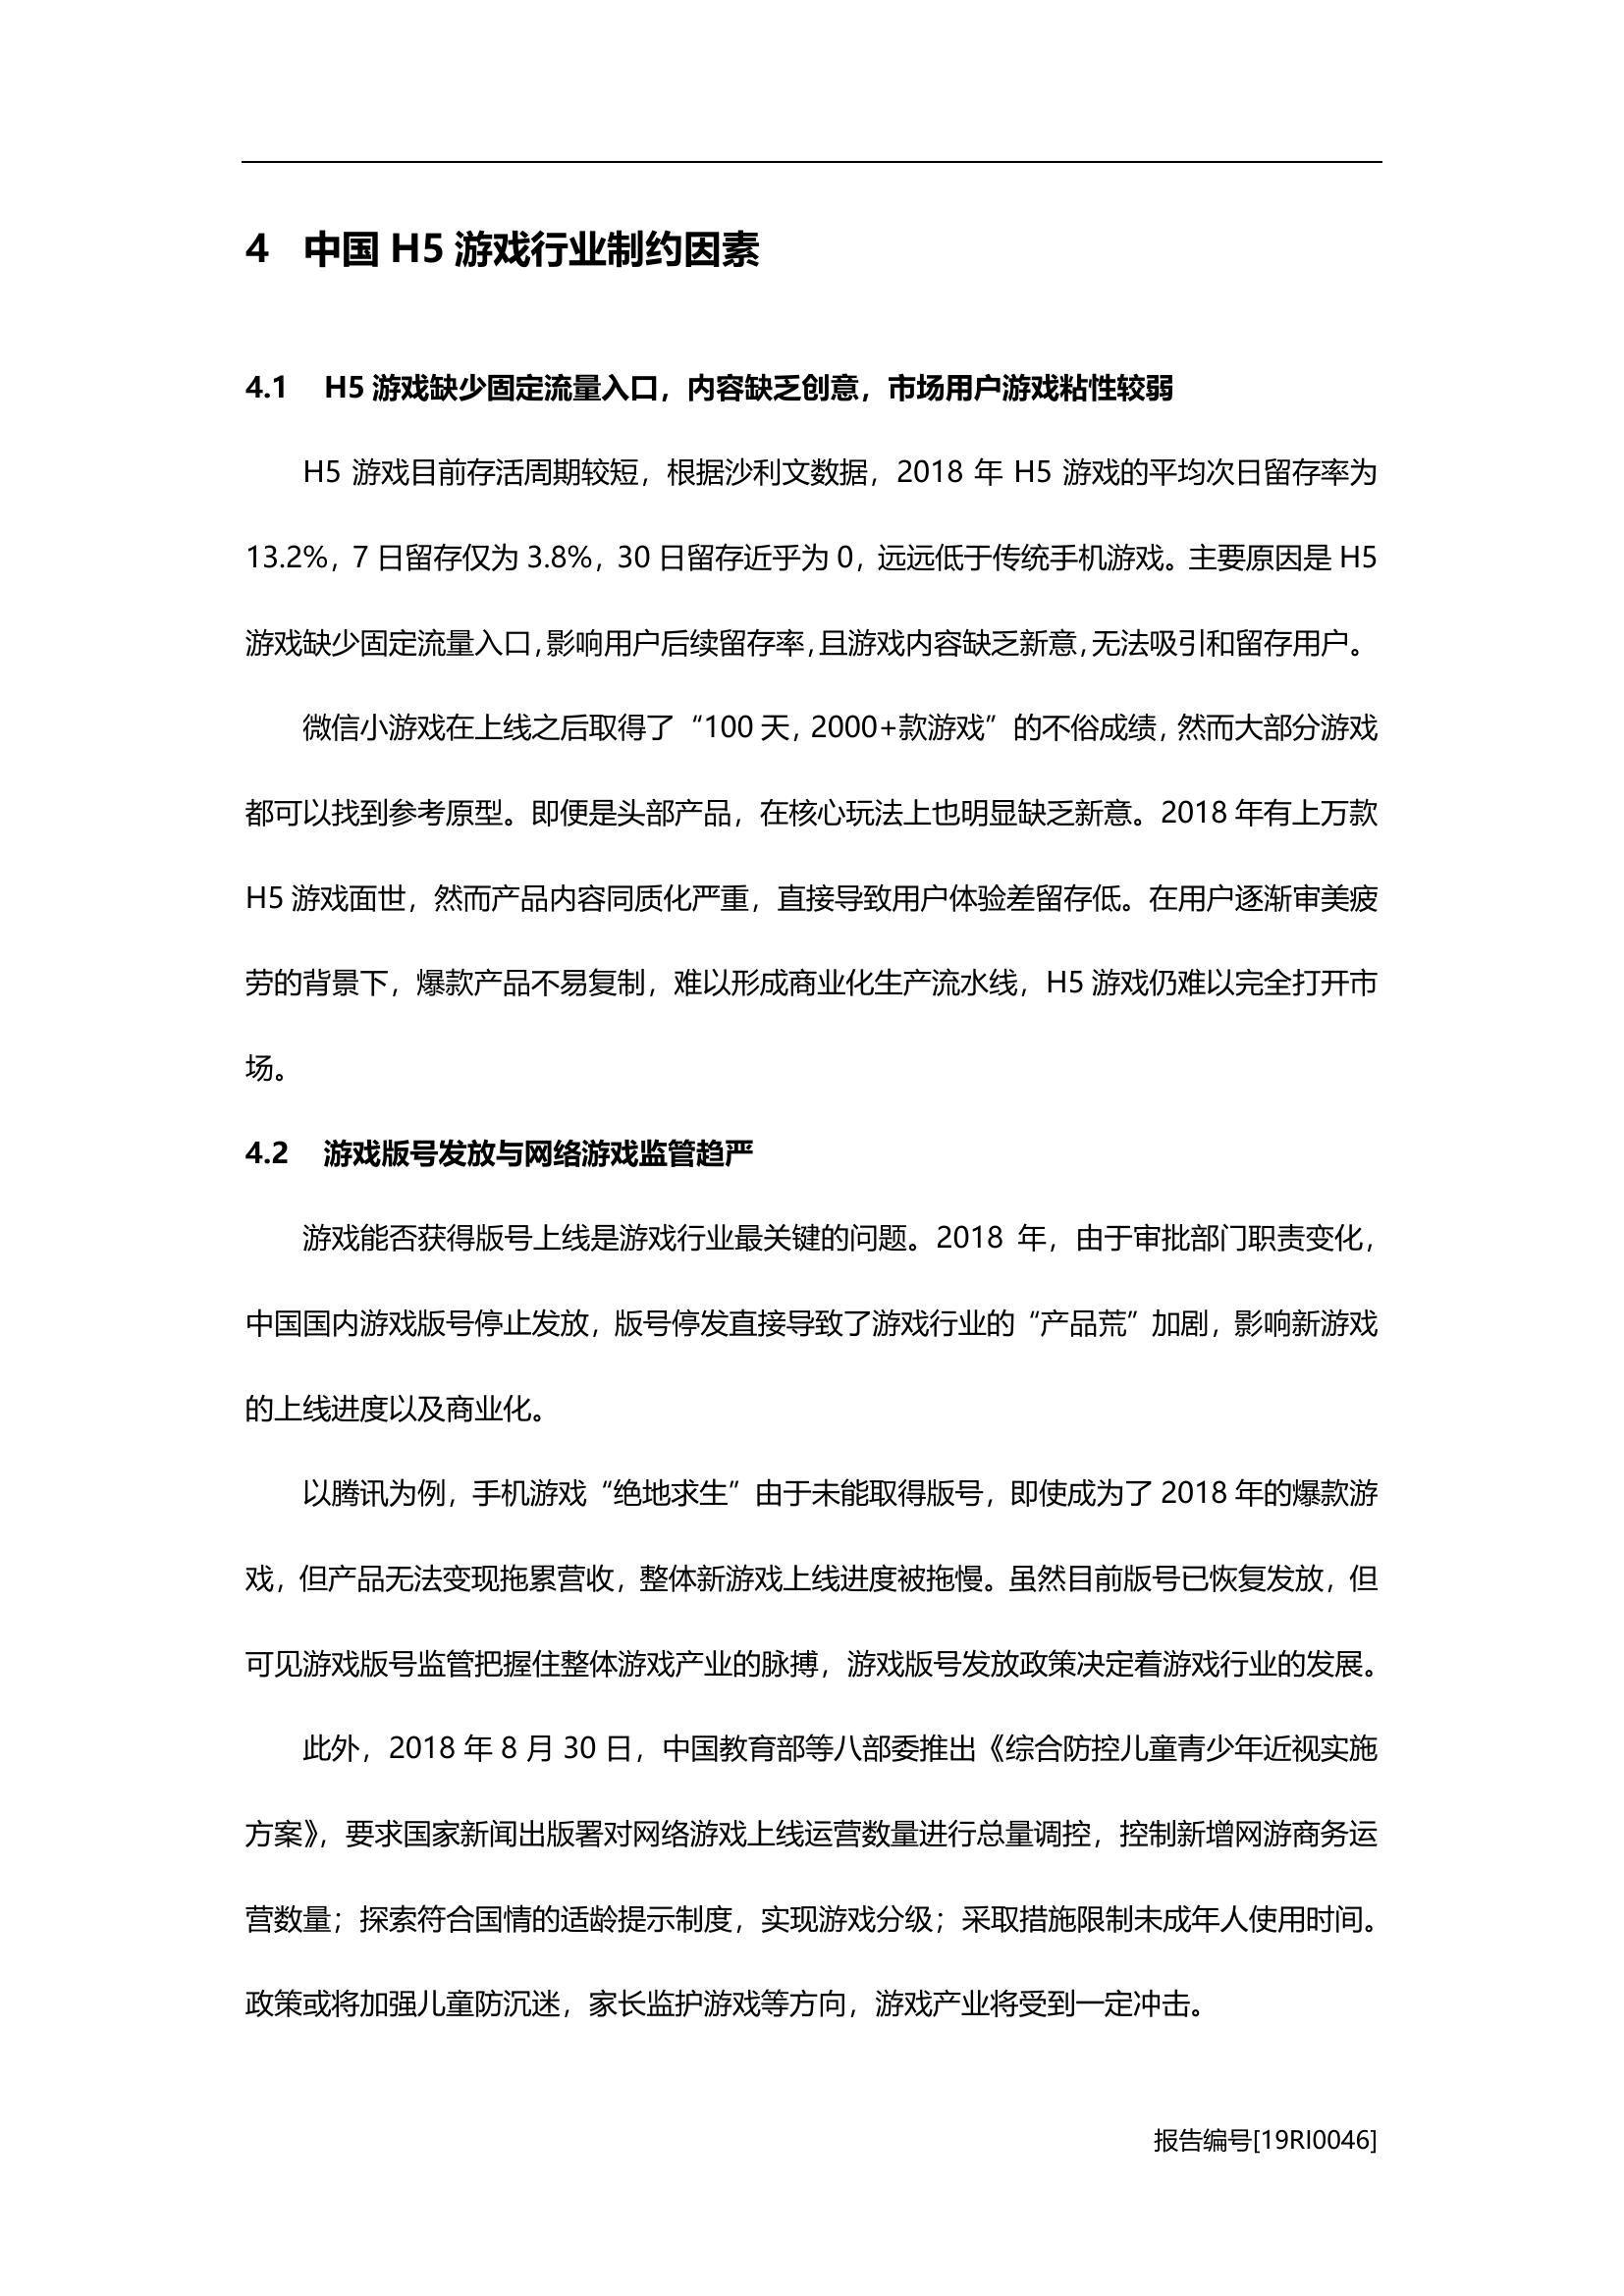 4 中国 H5 游戏行业制约因素
4.1 H5 游戏缺少固定流量入口，内容缺乏创意，市场用户游戏粘性较弱
H5 游戏目前存活周期较短，根据沙利文数据，2018 年 H5 游戏的平均次日留存率为
13.2%，7 日留存仅为 3.8%，30 日留存近乎为 0，远远低于传统手机游戏。主要原因是 H5
游戏缺少固定流量入口，影响用户后续留存率，且游戏内容缺乏新意，无法吸引和留存用户。
微信小游戏在上线之后取得了“100 天，2000+款游戏”的不俗成绩，然而大部分游戏
都可以找到参考原型。即便是头部产品，在核心玩法上也明显缺乏新意。2018 年有上万款
H5 游戏面世，然而产品内容同质化严重，直接导致用户体验差留存低。在用户逐渐审美疲
劳的背景下，爆款产品不易复制，难以形成商业化生产流水线，H5 游戏仍难以完全打开市
场。
4.2 游戏版号发放与网络游戏监管趋严
游戏能否获得版号上线是游戏行业最关键的问题。2018 年，由于审批部门职责变化，
中国国内游戏版号停止发放，版号停发直接导致了游戏行业的“产品荒”加剧，影响新游戏
的上线进度以及商业化。
以腾讯为例，手机游戏“绝地求生”由于未能取得版号，即使成为了 2018 年的爆款游
戏，但产品无法变现拖累营收，整体新游戏上线进度被拖慢。虽然目前版号已恢复发放，但
可见游戏版号监管把握住整体游戏产业的脉搏，游戏版号发放政策决定着游戏行业的发展。
此外，2018 年 8 月 30 日，中国教育部等八部委推出《综合防控儿童青少年近视实施
方案》，要求国家新闻出版署对网络游戏上线运营数量进行总量调控，控制新增网游商务运
营数量；探索符合国情的适龄提示制度，实现游戏分级；采取措施限制未成年人使用时间。
政策或将加强儿童防沉迷，家长监护游戏等方向，游戏产业将受到一定冲击。
报告编号[19RI0046]